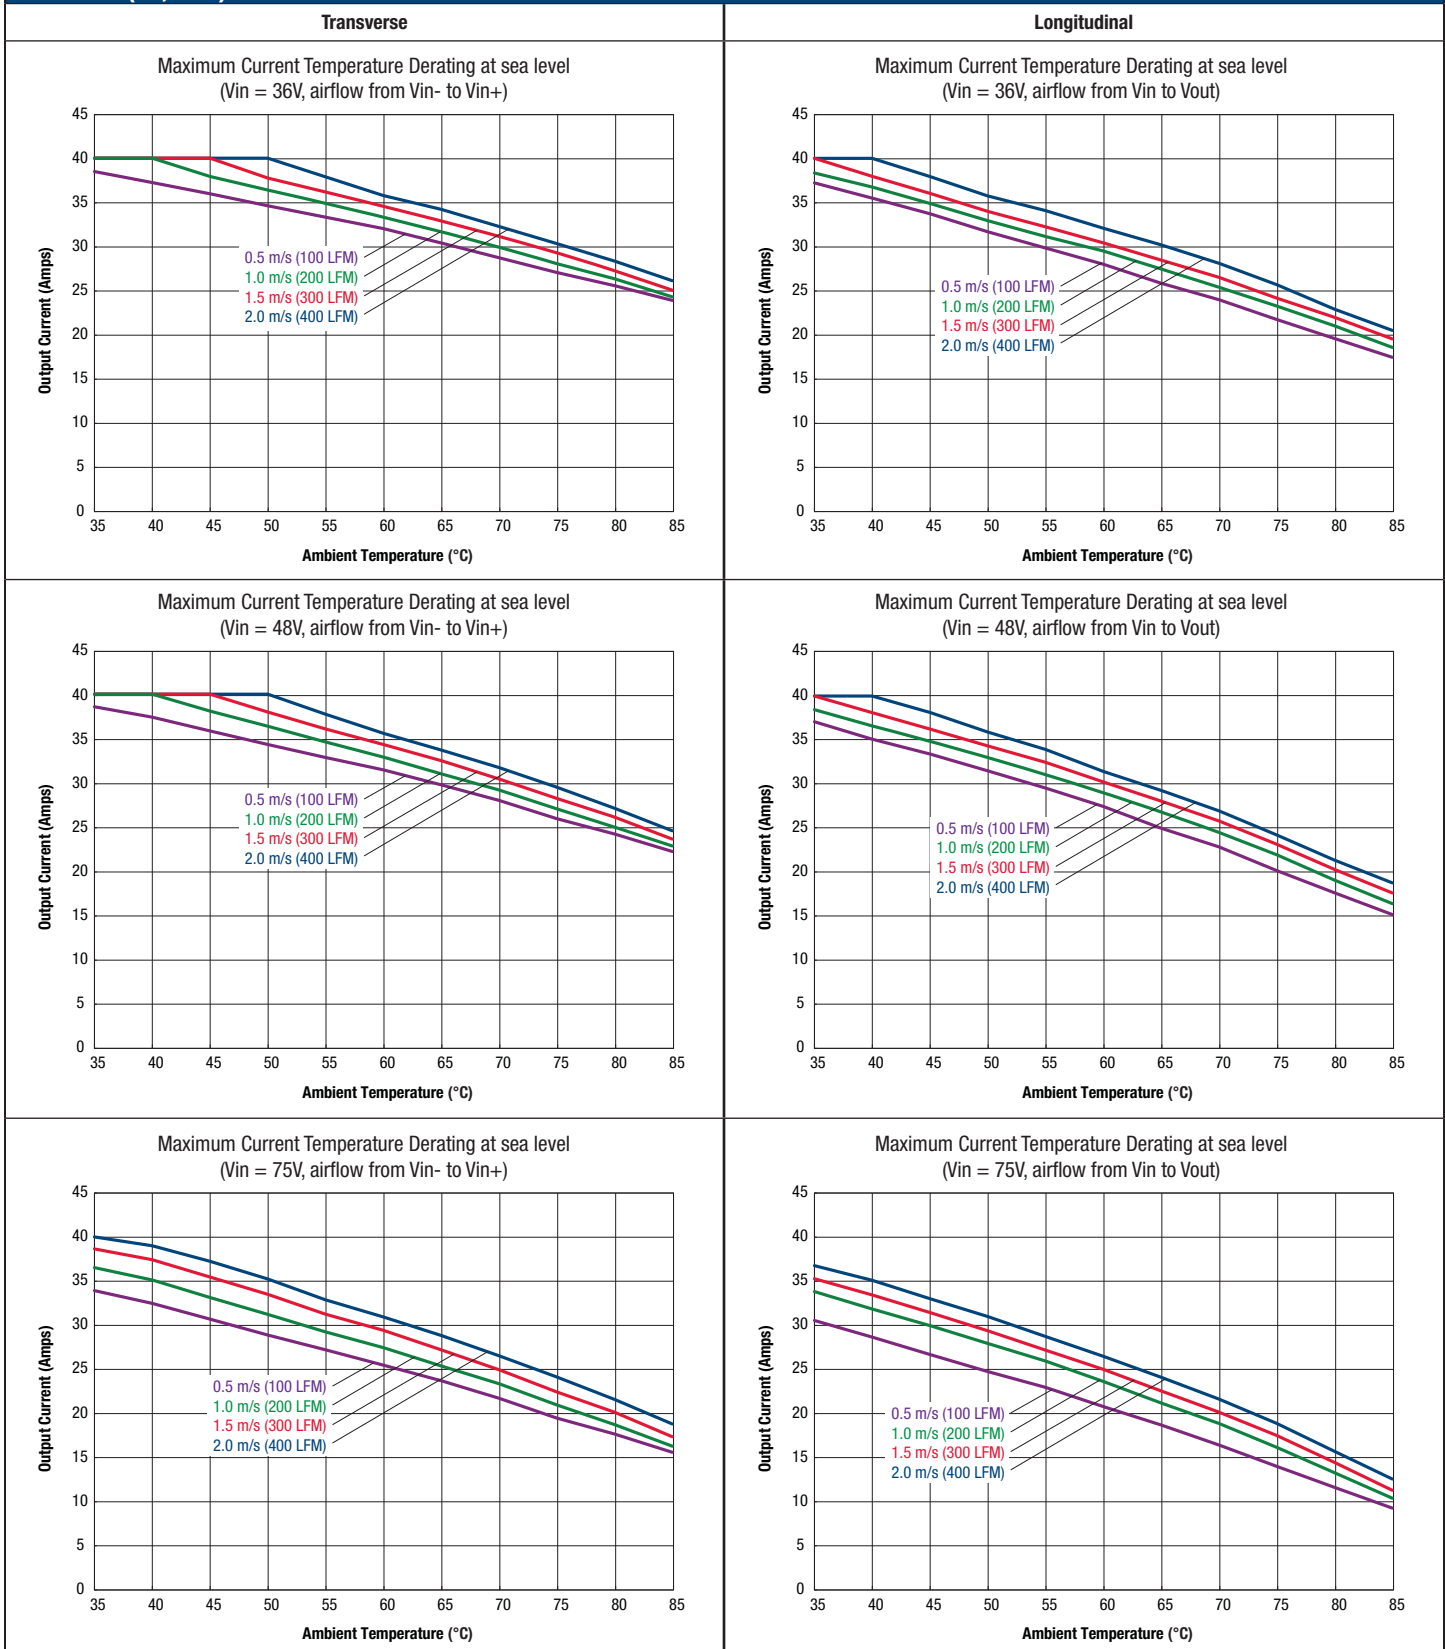 Transverse
Longitudinal
Maximum Current Temperature Derating at sea level
(Vin = 36V, airflow from Vin- to Vin+)
45
40
35
30
25
20
15
10
5
0
Output Current (Amps)
0.5 m/s (100 LFM)
1.0 m/s (200 LFM)
1.5 m/s (300 LFM)
2.0 m/s (400 LFM)
35 40 45 50 55 60 65 70 75 80 85
Ambient Temperature (°C)
Maximum Current Temperature Derating at sea level
(Vin = 36V, airflow from Vin to Vout)
45
40
35
30
25
20
15
10
5
0
Output Current (Amps)
0.5 m/s (100 LFM)
1.0 m/s (200 LFM)
1.5 m/s (300 LFM)
2.0 m/s (400 LFM)
35 40 45 50 55 60 65 70 75 80 85
Ambient Temperature (°C)
Maximum Current Temperature Derating at sea level
(Vin = 48V, airflow from Vin- to Vin+)
45
40
35
30
25
20
15
10
5
0
Output Current (Amps)
0.5 m/s (100 LFM)
1.0 m/s (200 LFM)
1.5 m/s (300 LFM)
2.0 m/s (400 LFM)
35 40 45 50 55 60 65 70 75 80 85
Ambient Temperature (°C)
Maximum Current Temperature Derating at sea level
(Vin = 48V, airflow from Vin to Vout)
45
40
35
30
25
20
15
10
5
0
Output Current (Amps)
0.5 m/s (100 LFM)
1.0 m/s (200 LFM)
1.5 m/s (300 LFM)
2.0 m/s (400 LFM)
35 40 45 50 55 60 65 70 75 80 85
Ambient Temperature (°C)
Maximum Current Temperature Derating at sea level
(Vin = 75V, airflow from Vin- to Vin+)
45
40
35
30
25
20
15
10
5
0
Output Current (Amps)
0.5 m/s (100 LFM)
1.0 m/s (200 LFM)
1.5 m/s (300 LFM)
2.0 m/s (400 LFM)
35 40 45 50 55 60 65 70 75 80 85
Ambient Temperature (°C)
Maximum Current Temperature Derating at sea level
(Vin = 75V, airflow from Vin to Vout)
45
40
35
30
25
20
15
10
5
0
Output Current (Amps)
0.5 m/s (100 LFM)
1.0 m/s (200 LFM)
1.5 m/s (300 LFM)
2.0 m/s (400 LFM)
35 40 45 50 55 60 65 70 75 80 85
Ambient Temperature (°C)